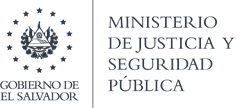 GOBIERNO DE
EL SALVADOR
MINISTERIO
DE JUSTICIA Y
SEGURIDAD
PÚBLICA